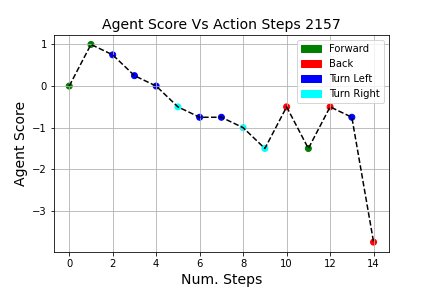 Agent Score Vs Action Steps 2157
Forward
Back
Turn Left
Turn Right
Agent Score
1
0
−1
−2
−3
0 2 4 6 8 10 12 14
Num. Steps